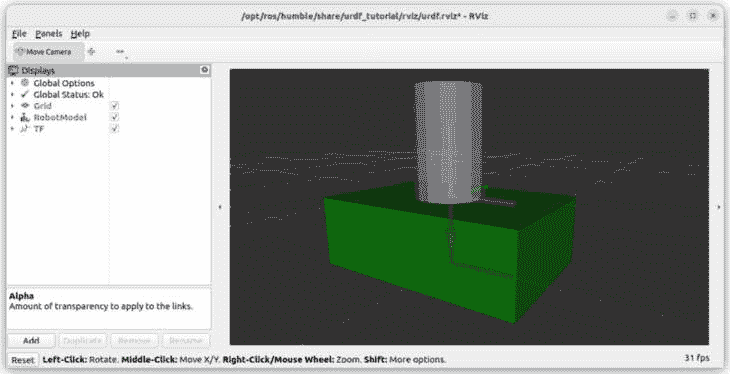 /opt/ros/humble/share/urdf_tutorial/rviz/urdf.rviz* - RViz
File Panels Help
Move Camera
Displays
Global Options
Global Status: Ok
Grid
RobotModel
TF
Alpha
Amount of transparency to apply to the links.
Add Duplicate Remove Rename
Reset Left-Click: Rotate. Middle-Click: Move X/Y. Right-Click/Mouse Wheel: Zoom. Shift: More options. 31 fps